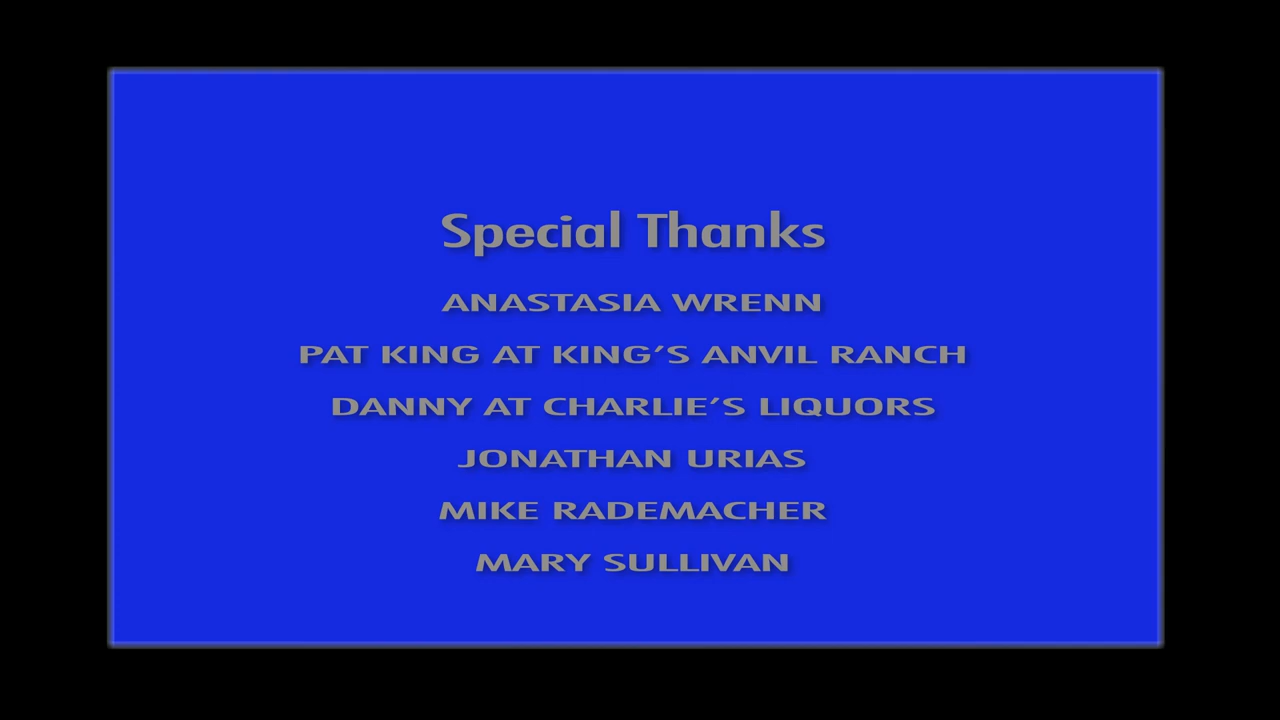 Special Thanks
ANASTASIA WRENN
PAT KING AT KING’S ANVIL RANCH
DANNY AT CHARLIE’S LIQUORS
JONATHAN URIAS
MIKE RADEMACHER
MARY SULLIVAN